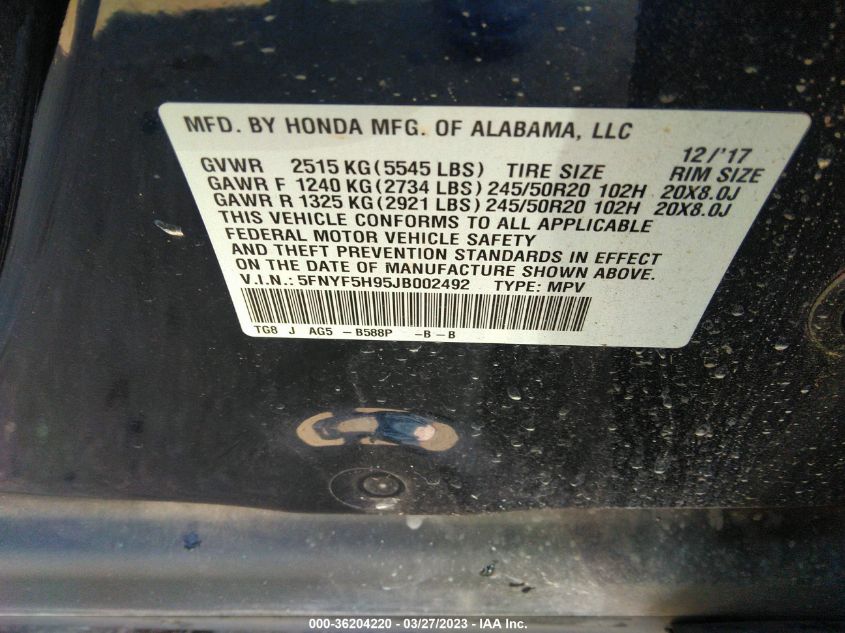 MFD. BY HONDA MFG. OF ALABAMA, LLC
12/'17
GVWR 2515 KG (5545 LBS) TIRE SIZE RIM SIZE
GAWR F 1240 KG (2734 LBS) 245/50R20 102H 20X8.0J
GAWR R 1325 KG (2921 LBS) 245/50R20 102H 20X8.0J
THIS VEHICLE CONFORMS TO ALL APPLICABLE
FEDERAL MOTOR VEHICLE SAFETY
AND THEFT PREVENTION STANDARDS IN EFFECT
ON THE DATE OF MANUFACTURE SHOWN ABOVE.
V.I.N.: 5FNYF5H95JB002492 TYPE: MPV
TG8 J AG5 -B588P -B-B
000-36204220 - 03/27/2023 - IAA Inc.